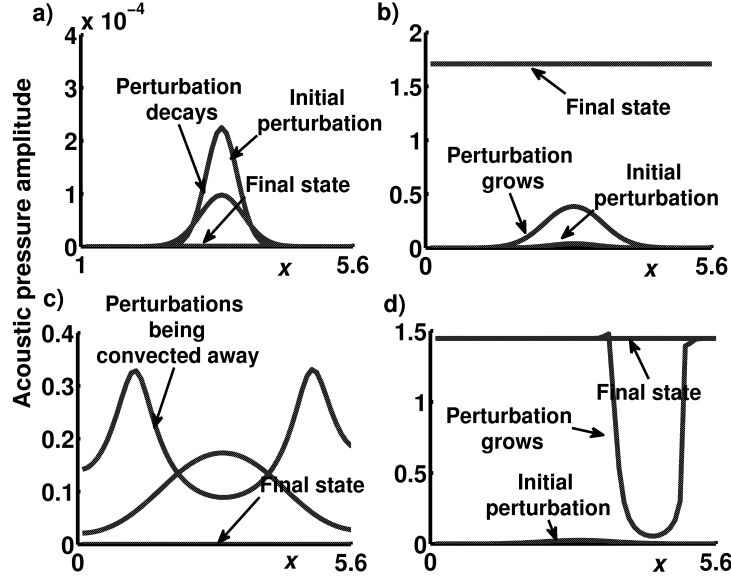 a)
x 10⁻⁴
4
3
2
1
0
Perturbation
decays
Initial
perturbation
Final state
1
x
5.6
b)
2
1.5
1
0.5
0
Final state
Perturbation
grows
Initial
perturbation
0
x
5.6
Acoustic pressure amplitude
c)
0.4
0.3
0.2
0.1
0
Perturbations
being
convected away
Final state
0
x
5.6
d)
1.5
1
0.5
0
Final state
Perturbation
grows
Initial
perturbation
0
x
5.6